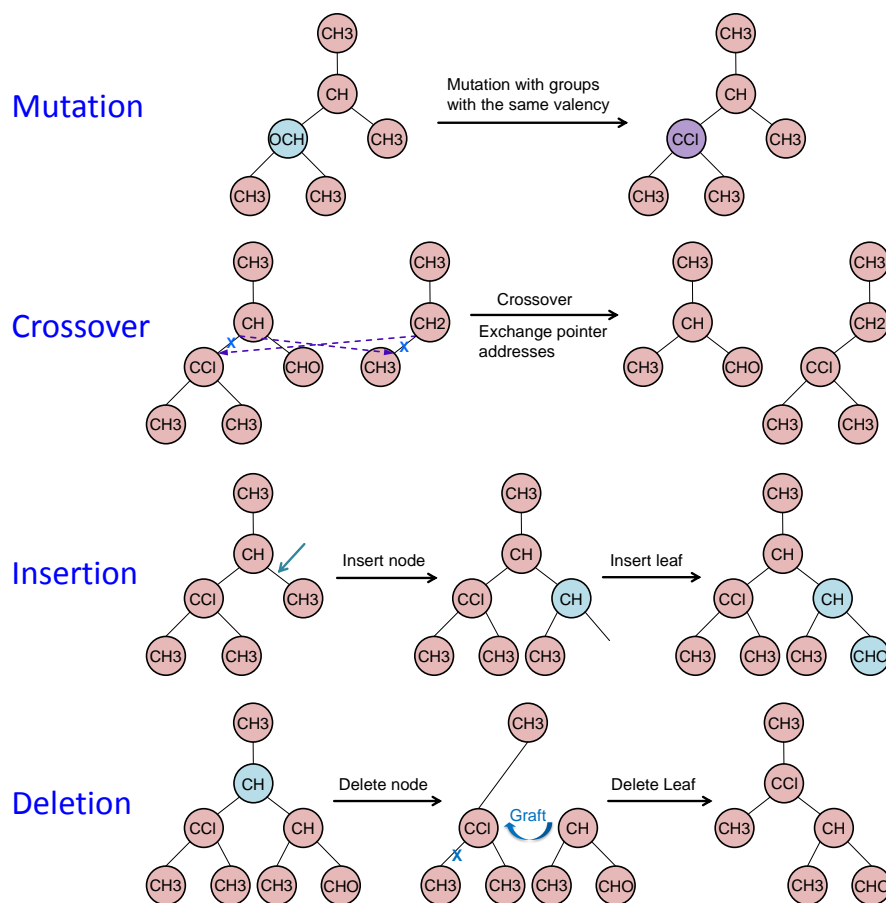 Mutation
CH3
CH
OCH
CH3
CH3
CH3
Mutation with groups
with the same valency
CH3
CH
CCl
CH3
CH3
CH3
Crossover
CH3
CH
x
CCl
CHO
CH3
CH3
CH3
CH2
x
CH3
Crossover
Exchange pointer
addresses
CH3
CH
CH3
CHO
CH3
CH2
CCl
CH3
CH3
Insertion
CH3
CH
CCl
CH3
CH3
CH3
Insert node
CH3
CH
CCl
CH
CH3
CH3
CH3
Insert leaf
CH3
CH
CCl
CH
CH3
CH3
CH3
CHO
Deletion
CH3
CH
CCl
CH
CH3
CH3
CH3
CHO
Delete node
CH3
CCl
Graft
CH
x
CH3
CH3
CH3
CHO
Delete Leaf
CH3
CCl
CH3
CH
CH3
CHO